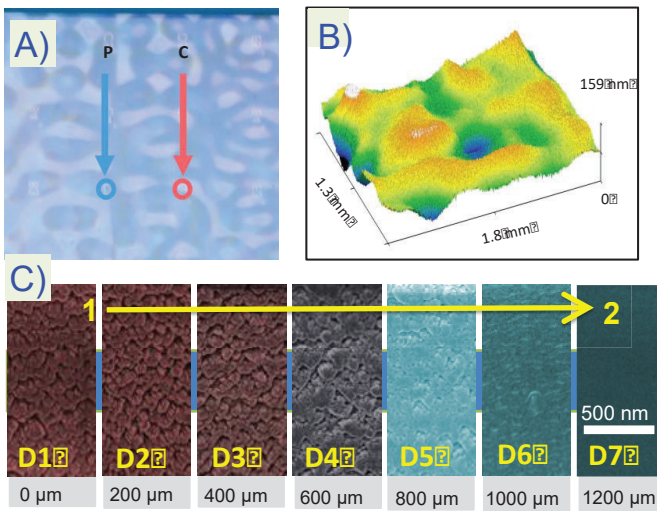 A)
P C
B)
159 nm
0
1.3 mm
1.8 mm
C)
1 2
500 nm
D1 D2 D3 D4 D5 D6 D7
0 µm 200 µm 400 µm 600 µm 800 µm 1000 µm 1200 µm